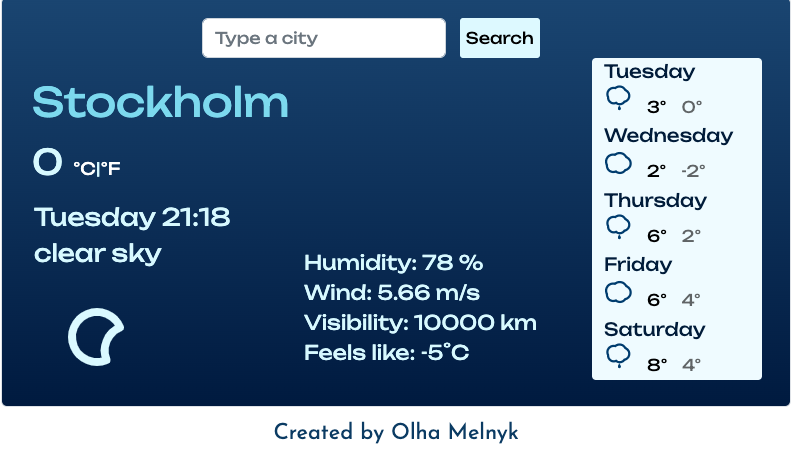 Type a city
Search
Stockholm
0 °C|°F
Tuesday 21:18
clear sky
Humidity: 78 %
Wind: 5.66 m/s
Visibility: 10000 km
Feels like: -5°C
Tuesday
3° 0°
Wednesday
2° -2°
Thursday
6° 2°
Friday
6° 4°
Saturday
8° 4°
Created by Olha Melnyk